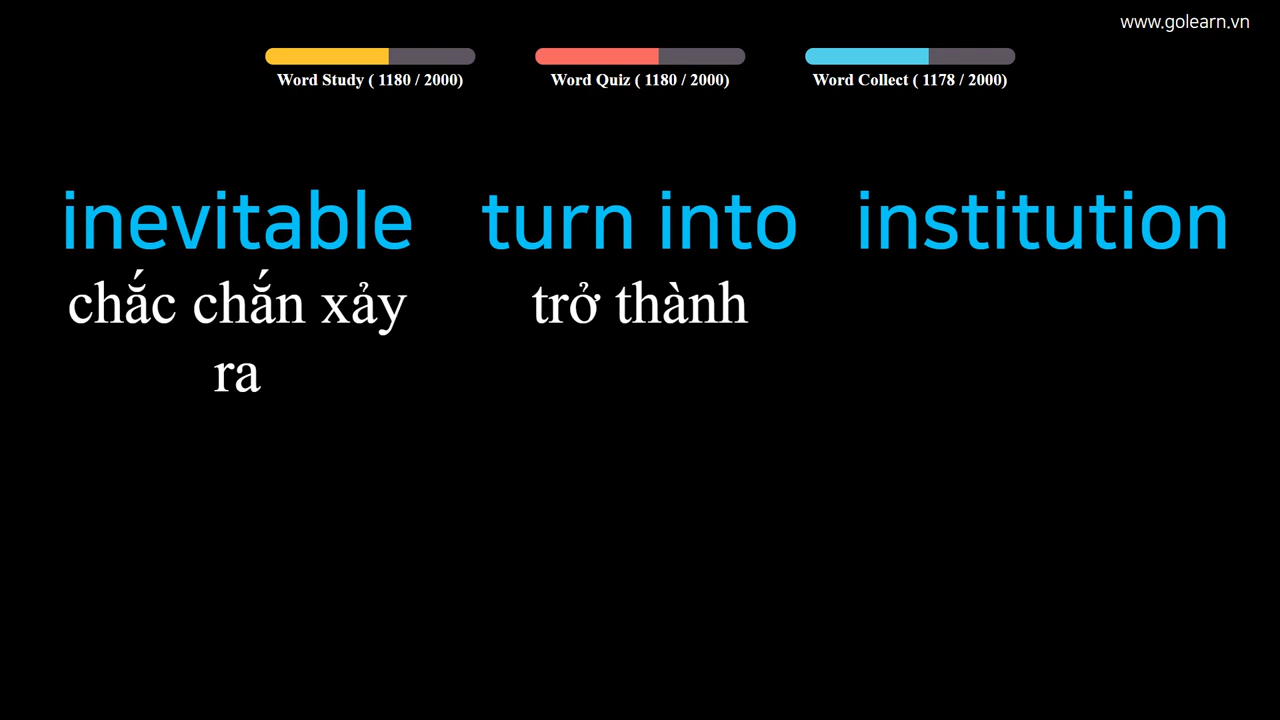 www.golearn.vn
Word Study ( 1180 / 2000)
Word Quiz ( 1180 / 2000)
Word Collect ( 1178 / 2000)
inevitable
chắc chắn xảy
ra
turn into
trở thành
institution